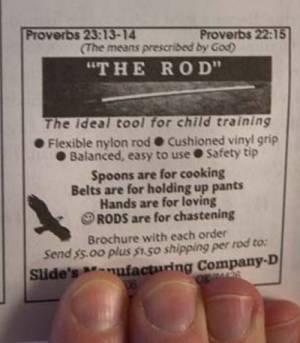 Proverbs 23:13-14 Proverbs 22:15
(The means prescribed by God)
"THE ROD"
The ideal tool for child training
● Flexible nylon rod ● Cushioned vinyl grip
● Balanced, easy to use ● Safety tip
Spoons are for cooking
Belts are for holding up pants
Hands are for loving
☺ RODS are for chastening
Brochure with each order
Send $5.00 plus $1.50 shipping per rod to:
Slide's Manufacturing Company-D